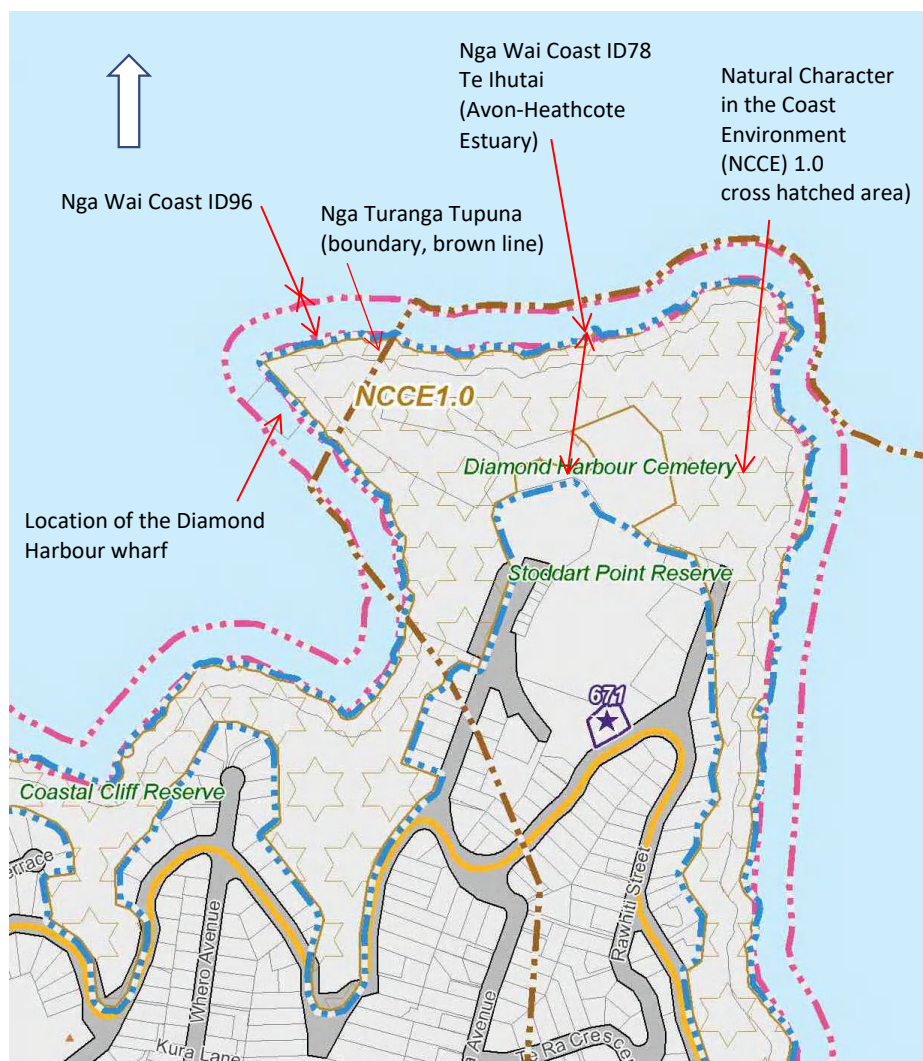 Nga Wai Coast ID78
Te Ihutai
(Avon-Heathcote
Estuary)
Natural Character
in the Coast
Environment
(NCCE) 1.0
cross hatched area)
Nga Wai Coast ID96
Nga Turanga Tupuna
(boundary, brown line)
NCCE1.0
Diamond Harbour Cemetery
Location of the Diamond
Harbour wharf
Stoddart Point Reserve
671
Coastal Cliff Reserve
errace
Whero Avenue
Rawhiti Street
a Avenue
Kura Lane
Te Ra Crescen